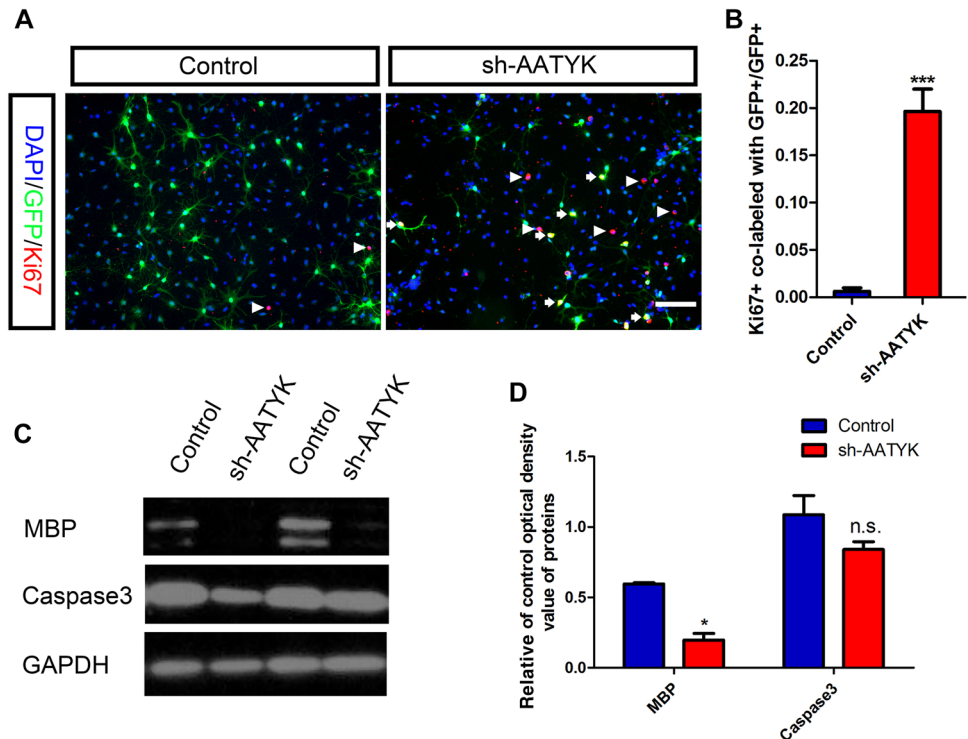 A
Control
sh-AATYK
DAPI/GFP/Ki67
B
Ki67+ co-labeled with GFP+/GFP+
0.25
0.20
0.15
0.10
0.05
0.00
***
Control
sh-AATYK
C
Control
sh-AATYK
Control
sh-AATYK
MBP
Caspase3
GAPDH
D
Control
sh-AATYK
Relative of control optical density
value of proteins
1.5
1.0
0.5
0.0
*
n.s.
MBP
Caspase3